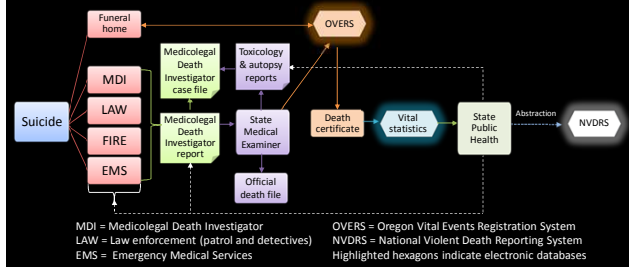 Funeral
home
OVERS
Medicolegal
Death
Investigator
case file
Toxicology
& autopsy
reports
MDI
LAW
FIRE
EMS
Suicide
Medicolegal
Death
Investigator
report
State
Medical
Examiner
Death
certificate
Vital
statistics
State
Public
Health
Abstraction
NVDRS
Official
death file
MDI = Medicolegal Death Investigator
LAW = Law enforcement (patrol and detectives)
EMS = Emergency Medical Services
OVERS = Oregon Vital Events Registration System
NVDRS = National Violent Death Reporting System
Highlighted hexagons indicate electronic databases